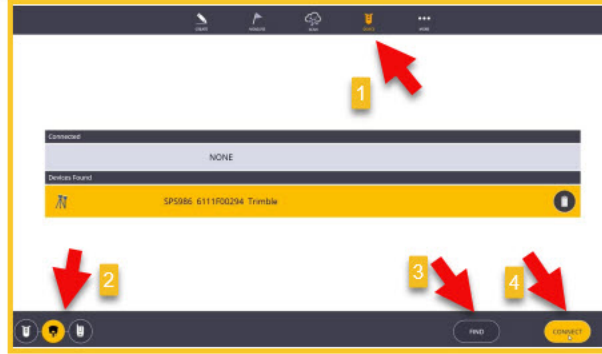 DEVICE
MORE
1
Connected
NONE
Devices Found
SPS986 6111F00294 Trimble
2
3
4
FIND
CONNECT